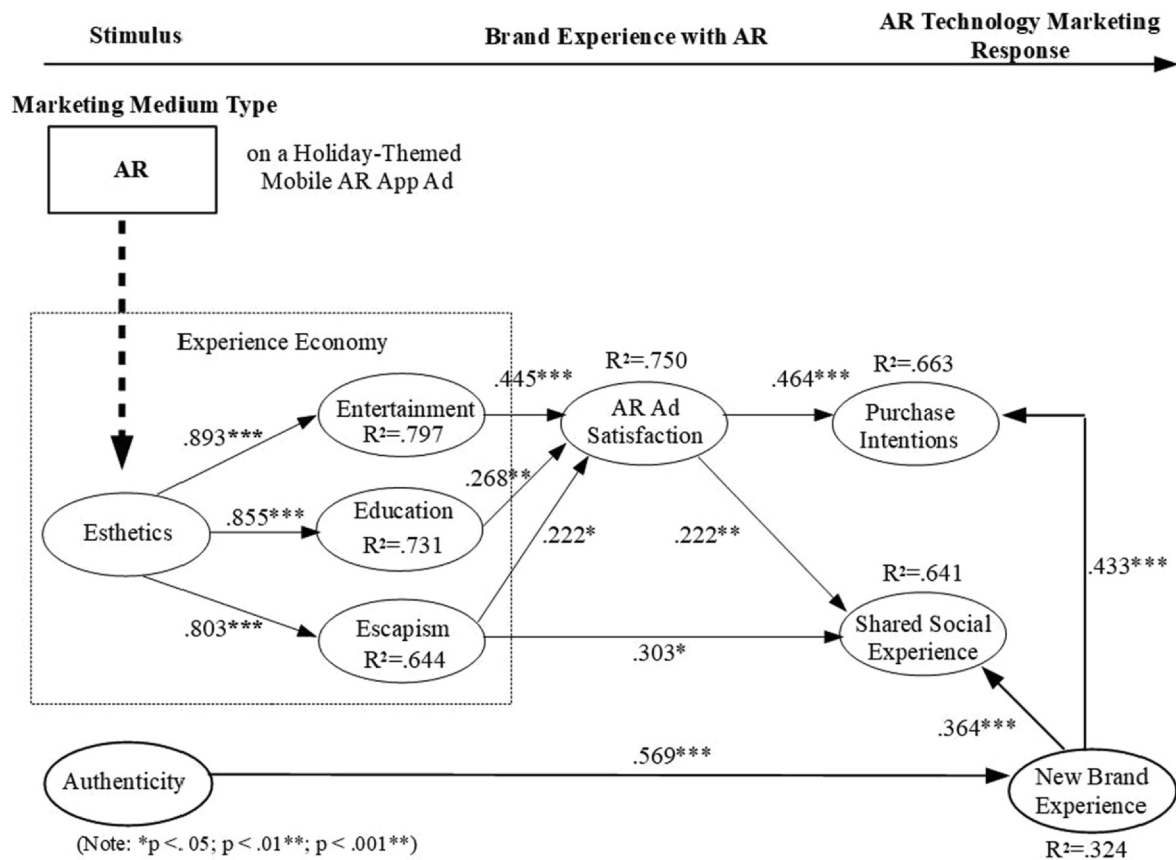 Stimulus
Brand Experience with AR
AR Technology Marketing
Response
Marketing Medium Type
AR
on a Holiday-Themed
Mobile AR App Ad
Experience Economy
R²=.750
R²=.663
.445***
.464***
Entertainment
R²=.797
AR Ad
Satisfaction
Purchase
Intentions
.893***
.268**
Esthetics
.855***
Education
R²=.731
.222*
.222**
.433***
R²=.641
.803***
Escapism
R²=.644
.303*
Shared Social
Experience
.364***
Authenticity
.569***
New Brand
Experience
R²=.324
(Note: *p <. 05; p < .01**; p < .001**)